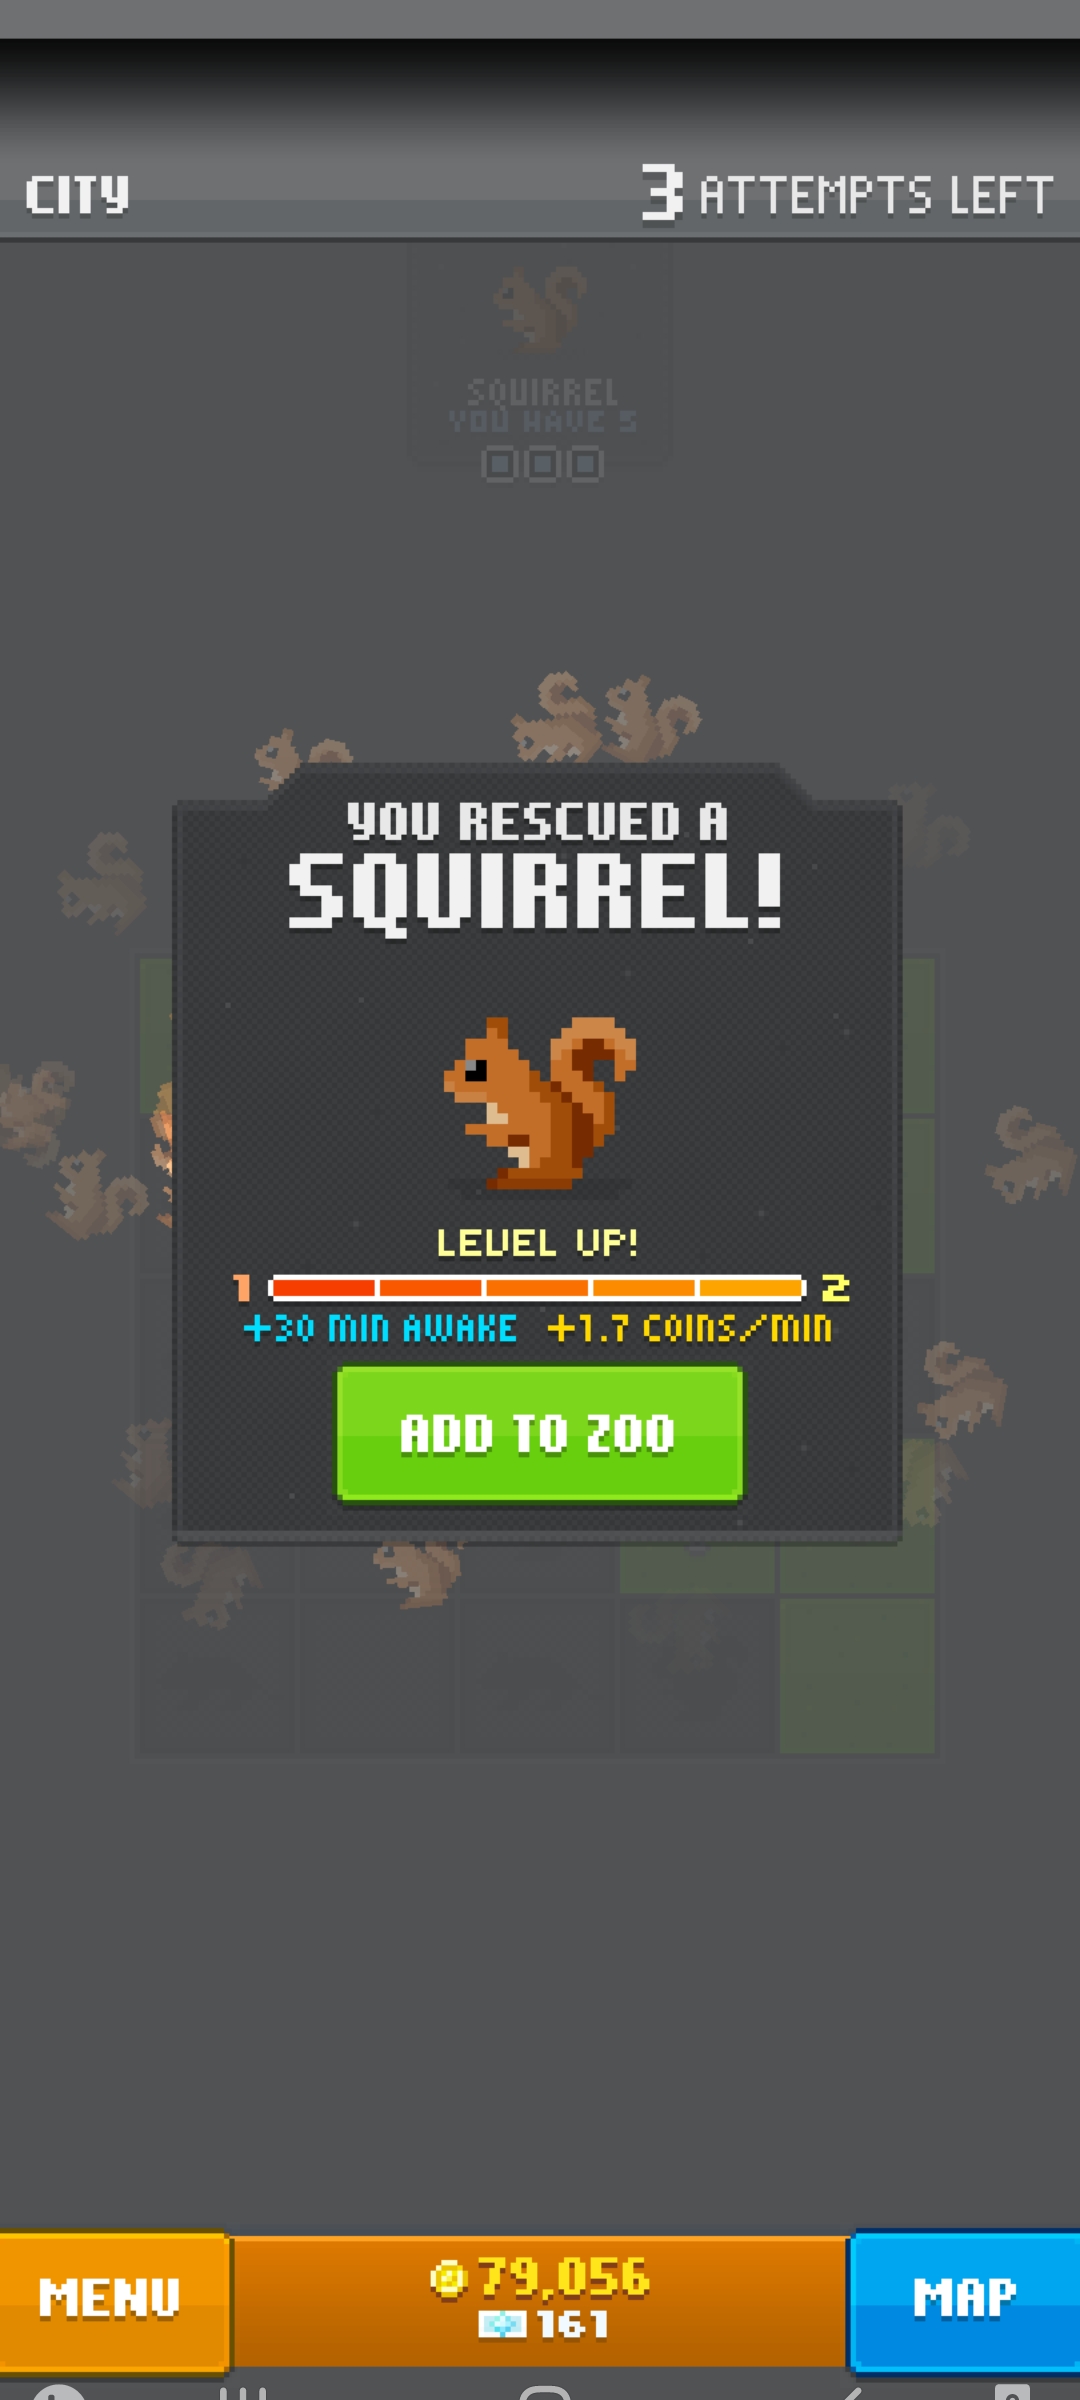 CITY
3 ATTEMPTS LEFT
SQUIRREL
YOU HAVE 5
YOU RESCUED A
SQUIRREL!
LEVEL UP!
1 2
+30 MIN AWAKE +1.7 COINS/MIN
ADD TO ZOO
MENU
79,056
161
MAP